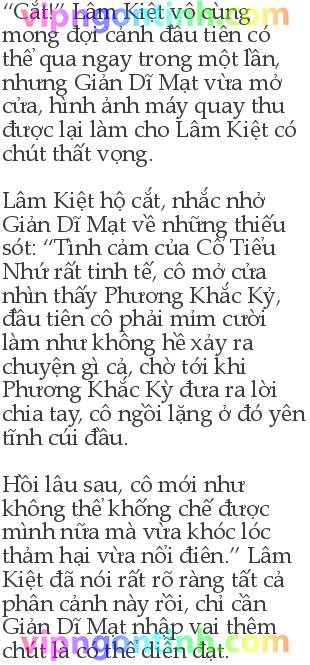 vipngontinh.com
“Cắt!” Lâm Kiệt vô cùng
mong đợi cảnh đầu tiên có
thể qua ngay trong một lần,
nhưng Giản Dĩ Mạt vừa mở
cửa, hình ảnh máy quay thu
được lại làm cho Lâm Kiệt có
chút thất vọng.
Lâm Kiệt hộ cắt, nhắc nhở
Giản Dĩ Mạt về những thiếu
sót: “Tình cảm của Cố Tiểu
Nhứ rất tinh tế, cô mở cửa
nhìn thấy Phương Khắc Kỷ,
đầu tiên cô phải mỉm cười
làm như không hề xảy ra
chuyện gì cả, chờ tới khi
Phương Khắc Kỳ đưa ra lời
chia tay, cô ngồi lặng ở đó yên
tĩnh cúi đầu.
Hồi lâu sau, cô mới như
không thể khống chế được
mình nữa mà vừa khóc lóc
thảm hại vừa nổi điên.” Lâm
Kiệt đã nói rất rõ ràng tất cả
phân cảnh này rồi, chỉ cần
Giản Dĩ Mạt nhập vai thêm
chút là có thể diễn đạt.
vipngontinh.com